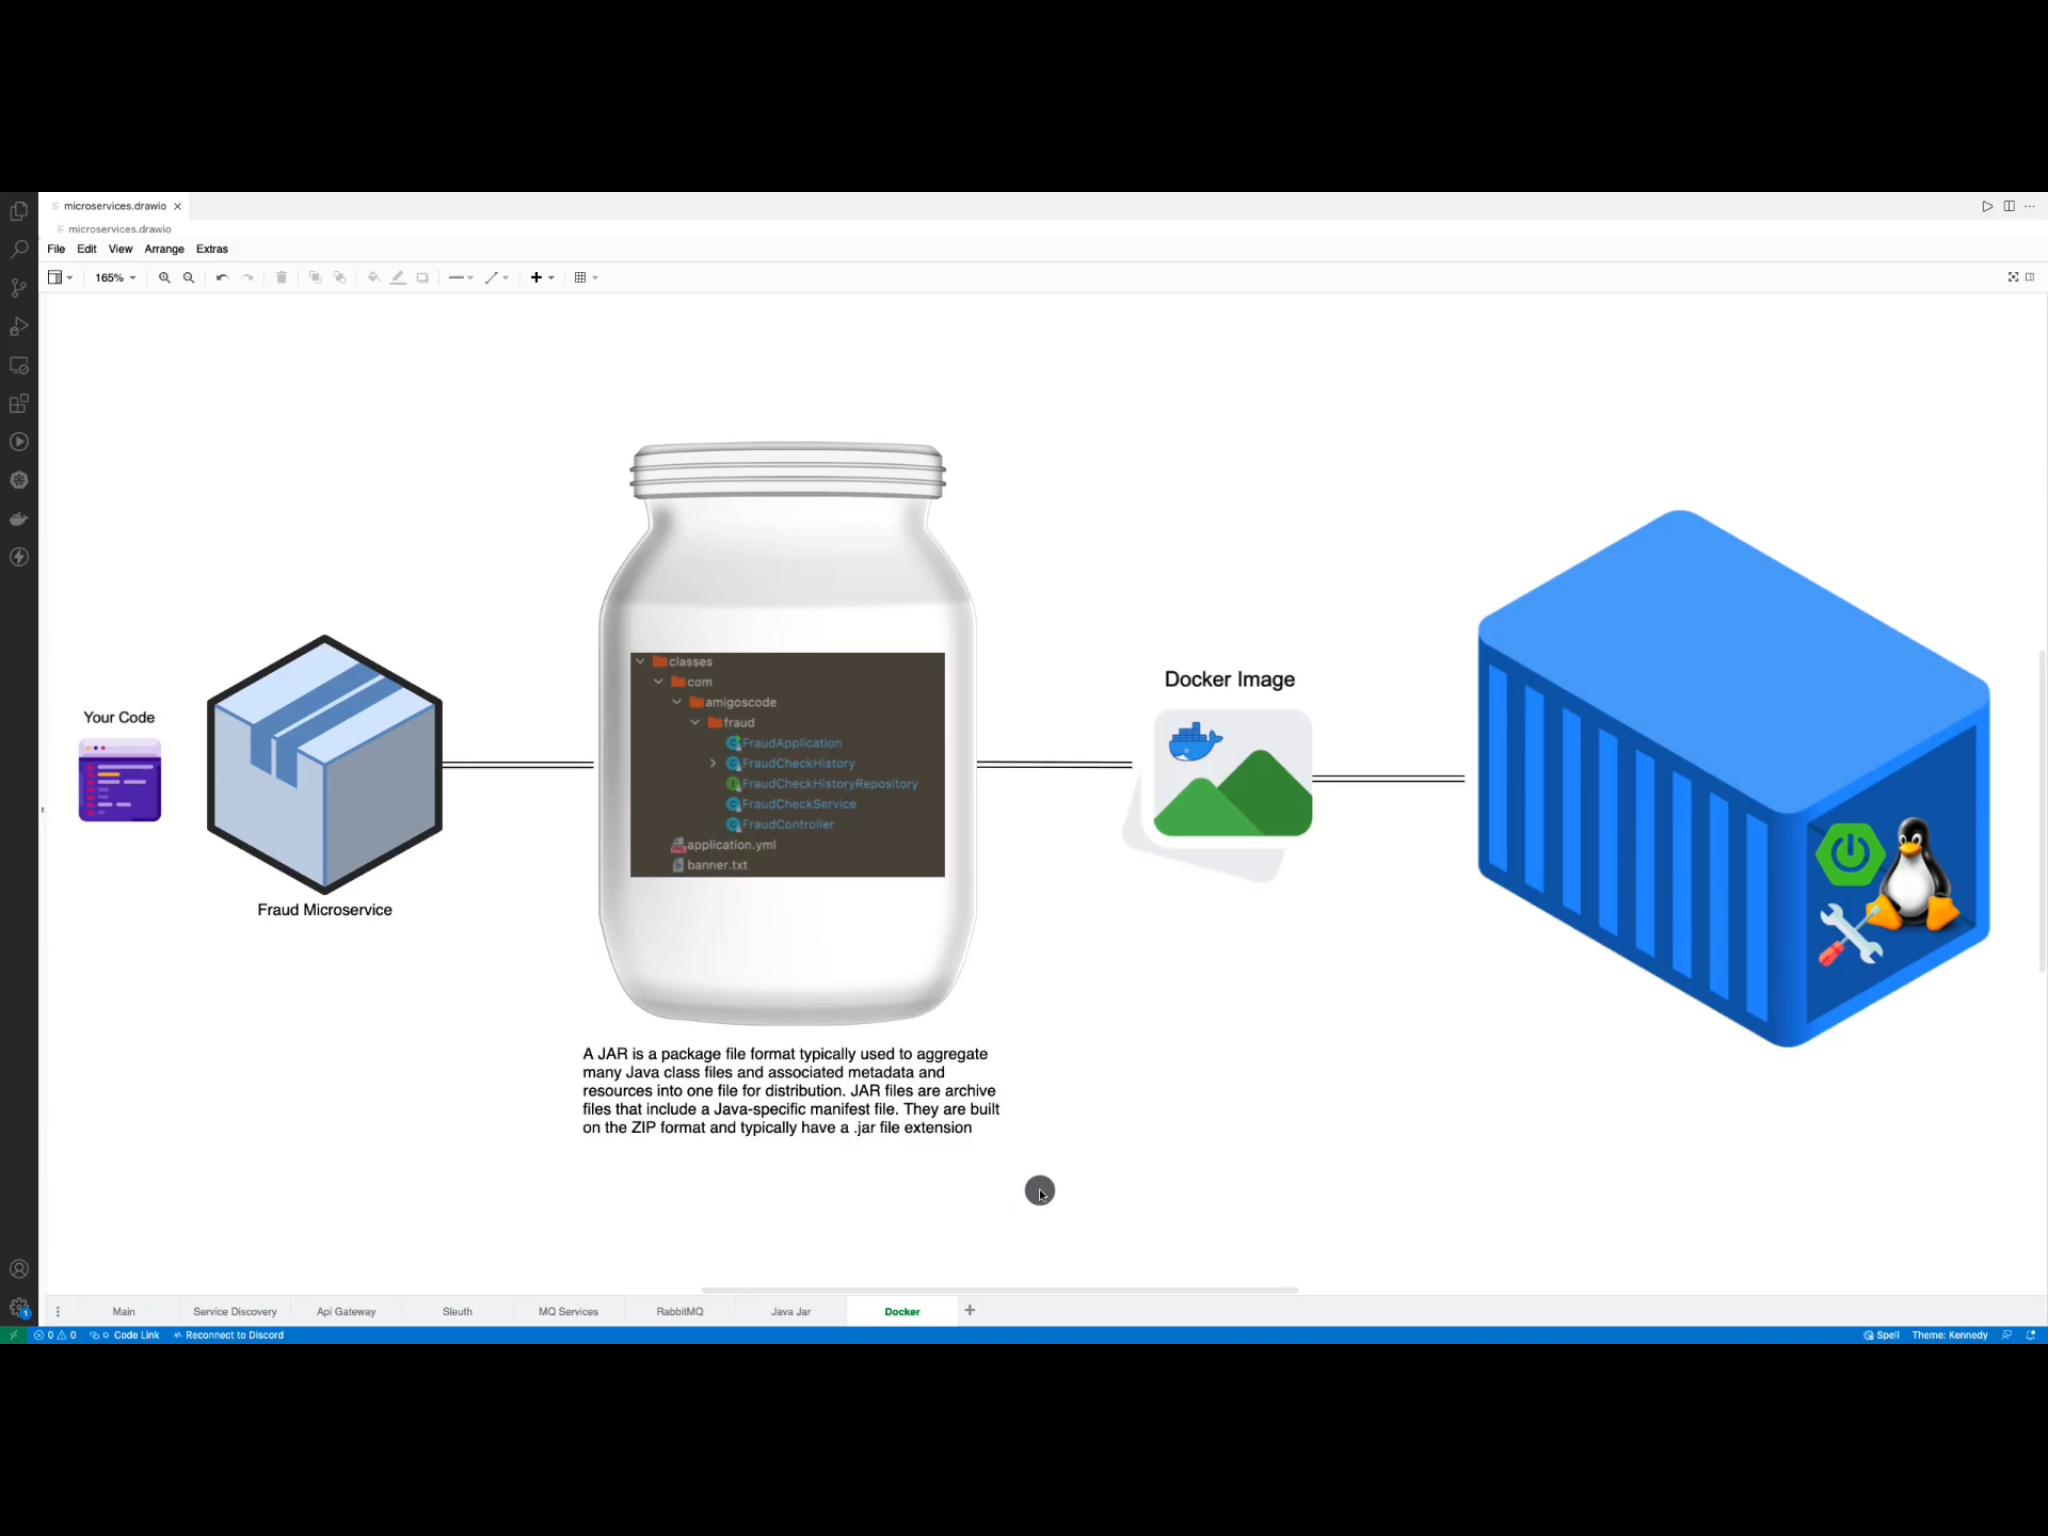 microservices.drawio
microservices.drawio
File Edit View Arrange Extras
165%
Docker Image
classes
com
amigoscode
Your Code
fraud
FraudApplication
FraudCheckHistory
FraudCheckHistoryRepository
FraudCheckService
FraudController
application.yml
banner.txt
Fraud Microservice
A JAR is a package file format typically used to aggregate
many Java class files and associated metadata and
resources into one file for distribution. JAR files are archive
files that include a Java-specific manifest file. They are built
on the ZIP format and typically have a .jar file extension
Main Service Discovery Api Gateway Sleuth MQ Services RabbitMQ Java Jar Docker
0 0 Code Link Reconnect to Discord Spell Theme: Kennedy
1